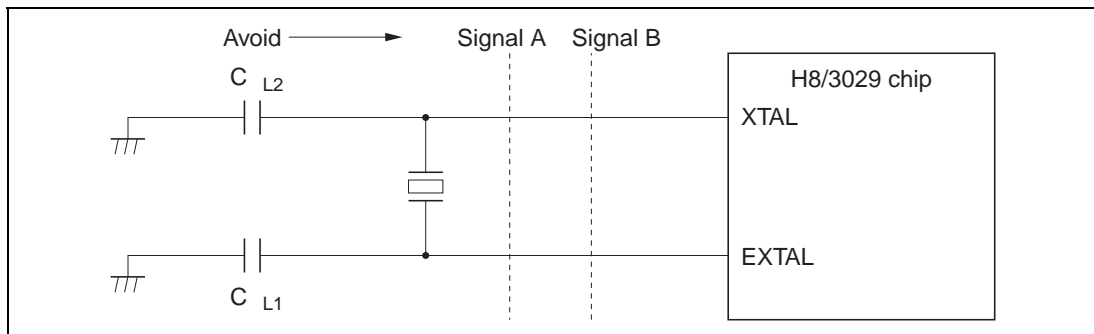 Avoid Signal A Signal B
C L2
H8/3029 chip
XTAL
EXTAL
C L1